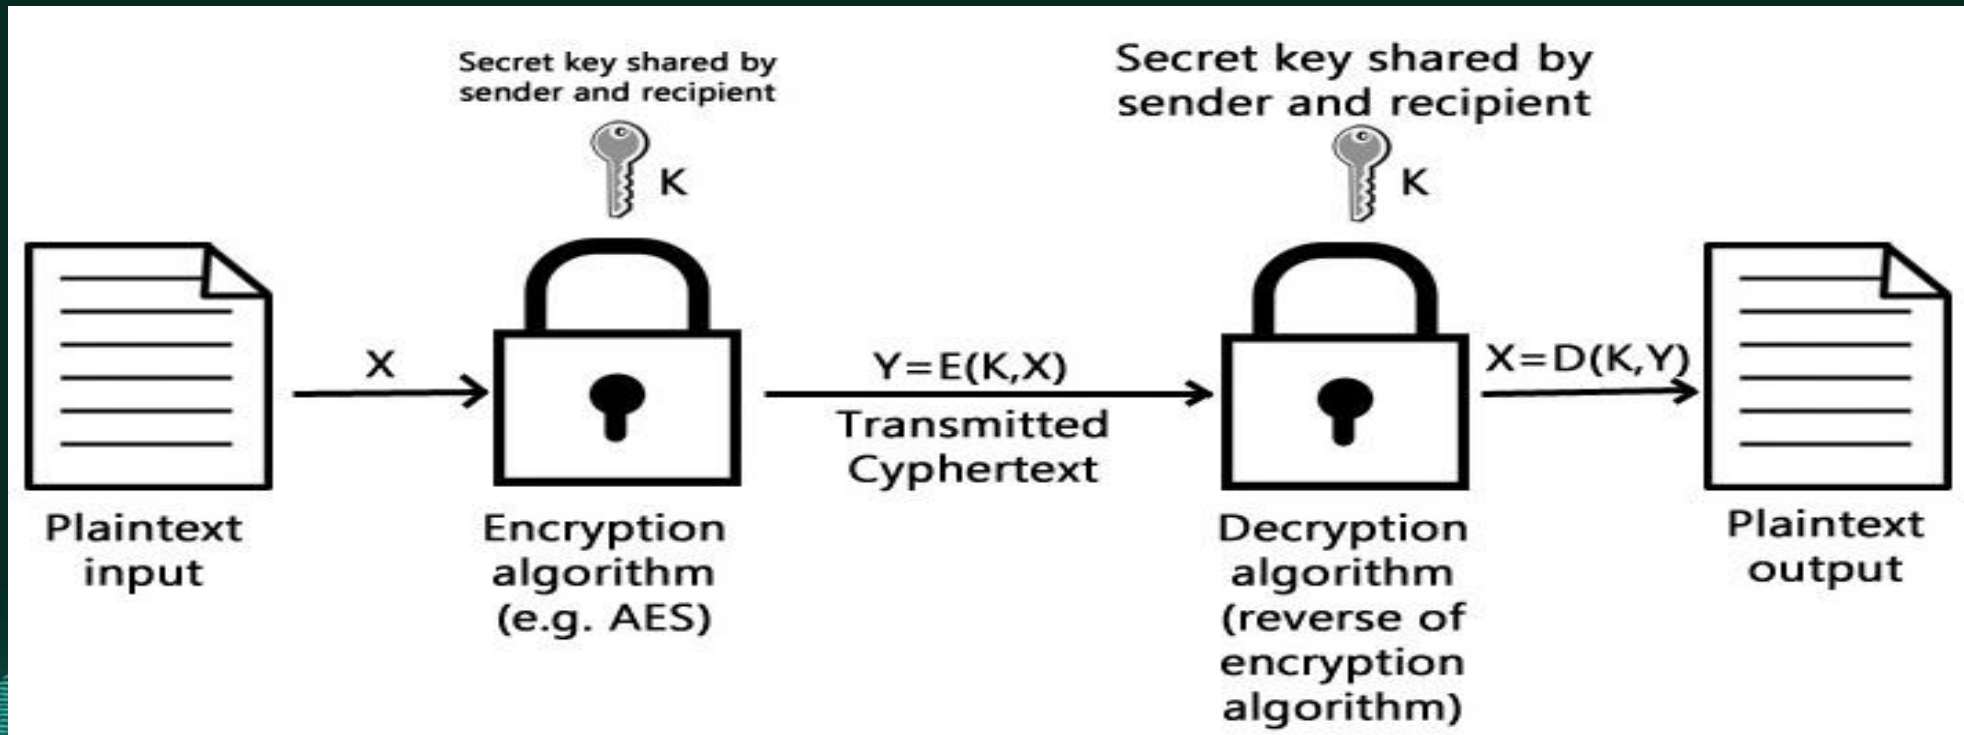 Secret key shared by
sender and recipient
K
Secret key shared by
sender and recipient
K
X
Y=E(K,X)
Transmitted
Cyphertext
X=D(K,Y)
Plaintext
input
Encryption
algorithm
(e.g. AES)
Decryption
algorithm
(reverse of
encryption
algorithm)
Plaintext
output